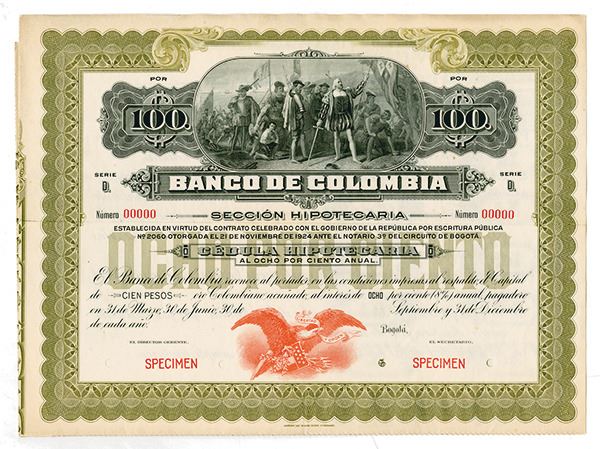 POR
POR
100.
100.
SERIE
D.
SERIE
D.
BANCO DE COLOMBIA
Número 00000
Número 00000
SECCIÓN HIPOTECARIA
ESTABLECIDA EN VIRTUD DEL CONTRATO CELEBRADO CON EL GOBIERNO DE LA REPÚBLICA POR ESCRITURA PÚBLICA
Nº 2060 OTORGADA EL 21 DE NOVIEMBRE DE 1924 ANTE EL NOTARIO 3º DEL CIRCUITO DE BOGOTÁ
CÉDULA HIPOTECARIA
AL OCHO POR CIENTO ANUAL.
OCHO POR CIENTO
El Banco de Colombia reconoce al portador, en las condiciones impresas al respaldo, el Capital
de CIEN PESOS oro Colombiano acuñado, al interés de OCHO por ciento (8%) anual, pagadero
en 31 de Marzo, 30 de Junio, 30 de Septiembre y 31 de Diciembre
de cada año.
Bogotá,
EL DIRECTOR GERENTE,
EL SECRETARIO,
SPECIMEN
SPECIMEN